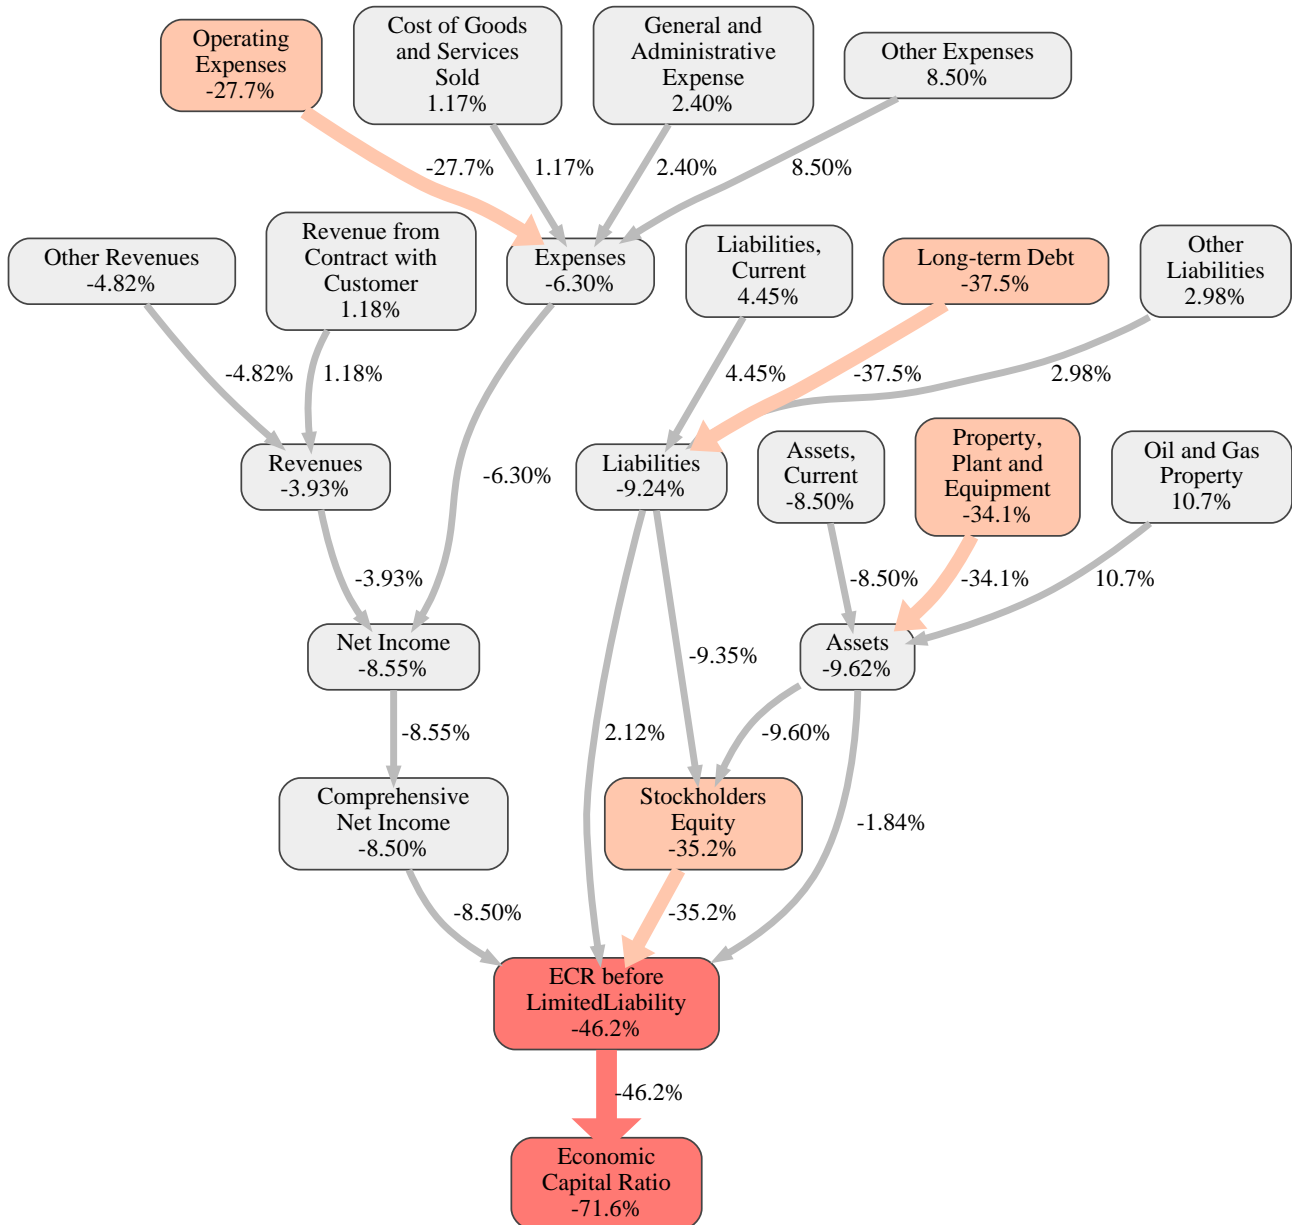 Operating
Expenses
-27.7%
Cost of Goods
and Services
Sold
1.17%
General and
Administrative
Expense
2.40%
Other Expenses
8.50%
-27.7%
1.17%
2.40%
8.50%
Other Revenues
-4.82%
Revenue from
Contract with
Customer
1.18%
Expenses
-6.30%
Liabilities,
Current
4.45%
Long-term Debt
-37.5%
Other
Liabilities
2.98%
-4.82%
1.18%
4.45%
-37.5%
2.98%
Revenues
-3.93%
-6.30%
Liabilities
-9.24%
Assets,
Current
-8.50%
Property,
Plant and
Equipment
-34.1%
Oil and Gas
Property
10.7%
-3.93%
-8.50%
-34.1%
10.7%
Net Income
-8.55%
-9.35%
Assets
-9.62%
-8.55%
2.12%
-9.60%
Comprehensive
Net Income
-8.50%
Stockholders
Equity
-35.2%
-1.84%
-8.50%
-35.2%
ECR before
LimitedLiability
-46.2%
-46.2%
Economic
Capital Ratio
-71.6%